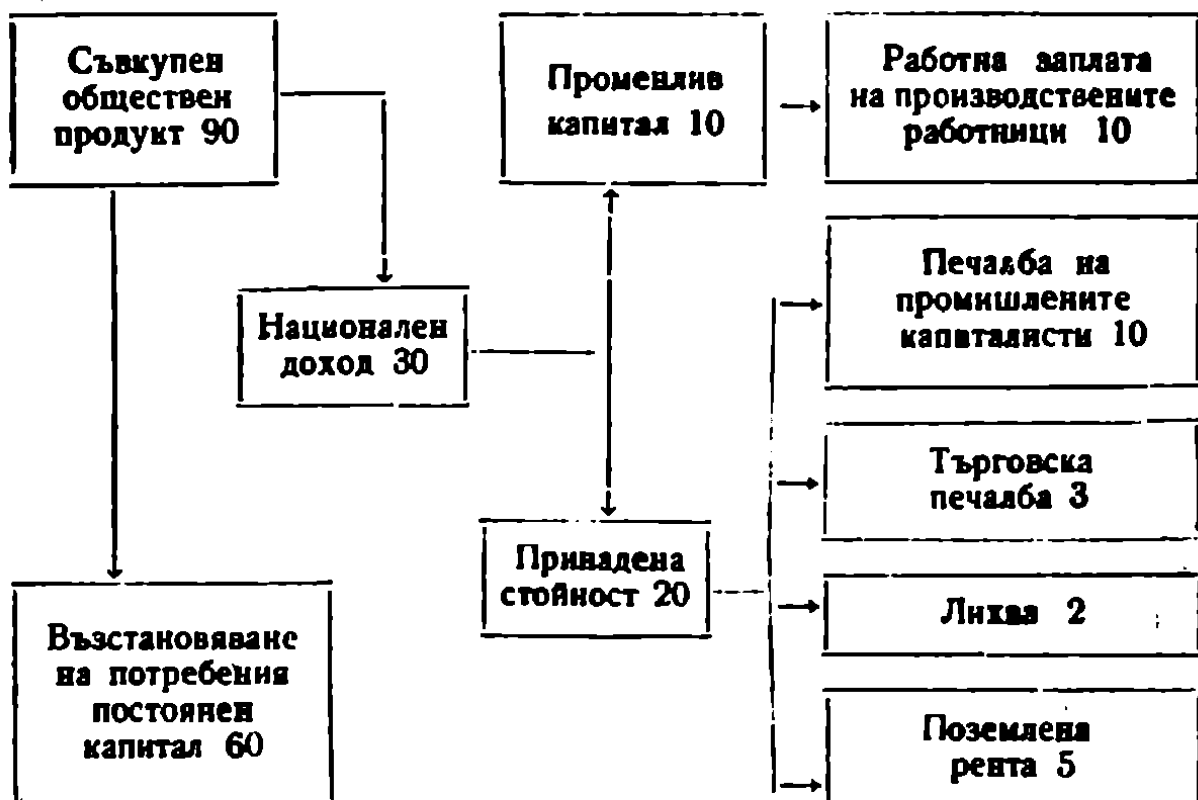 Съвкупен
обществен
продукт 90
Променлив
капитал 10
Работна заплата
на производствените
работници 10
Национален
доход 30
Печалба на
промишлените
капиталисти 10
Търговска
печалба 3
Принадена
стойност 20
Лихва 2
Възстановяване
на потребения
постоянен
капитал 60
Поземлена
рента 5